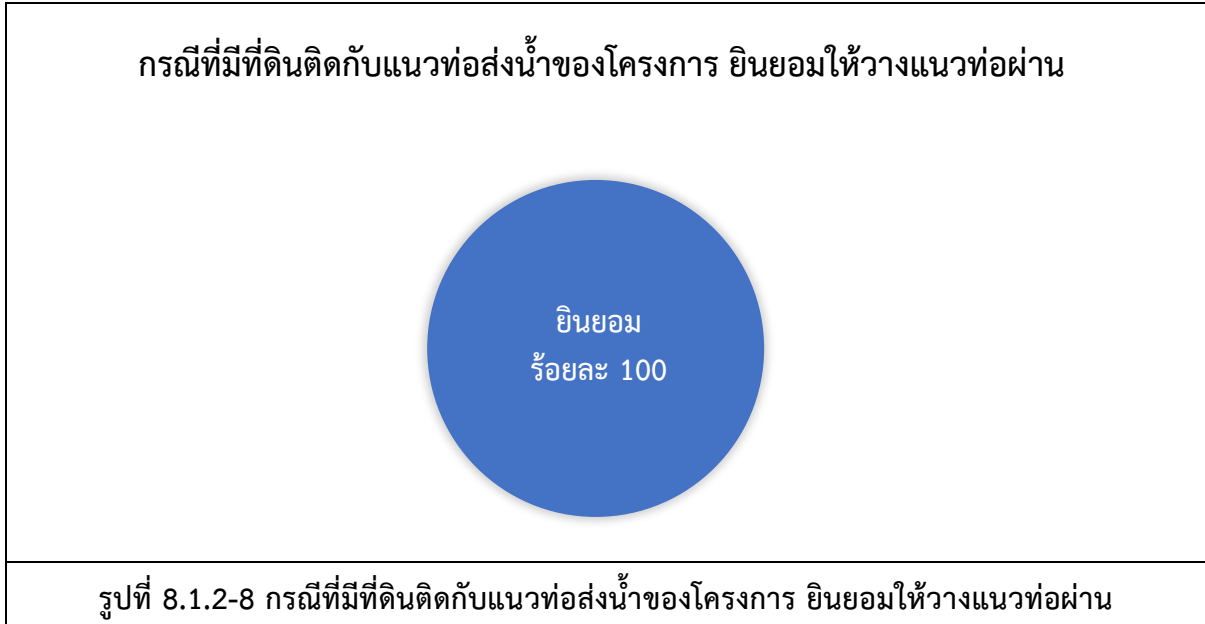 กรณีที่มีที่ดินติดกับแนวท่อส่งน้ำของโครงการ ยินยอมให้วางแนวท่อผ่าน
ยินยอม
ร้อยละ 100
รูปที่ 8.1.2-8 กรณีที่มีที่ดินติดกับแนวท่อส่งน้ำของโครงการ ยินยอมให้วางแนวท่อผ่าน